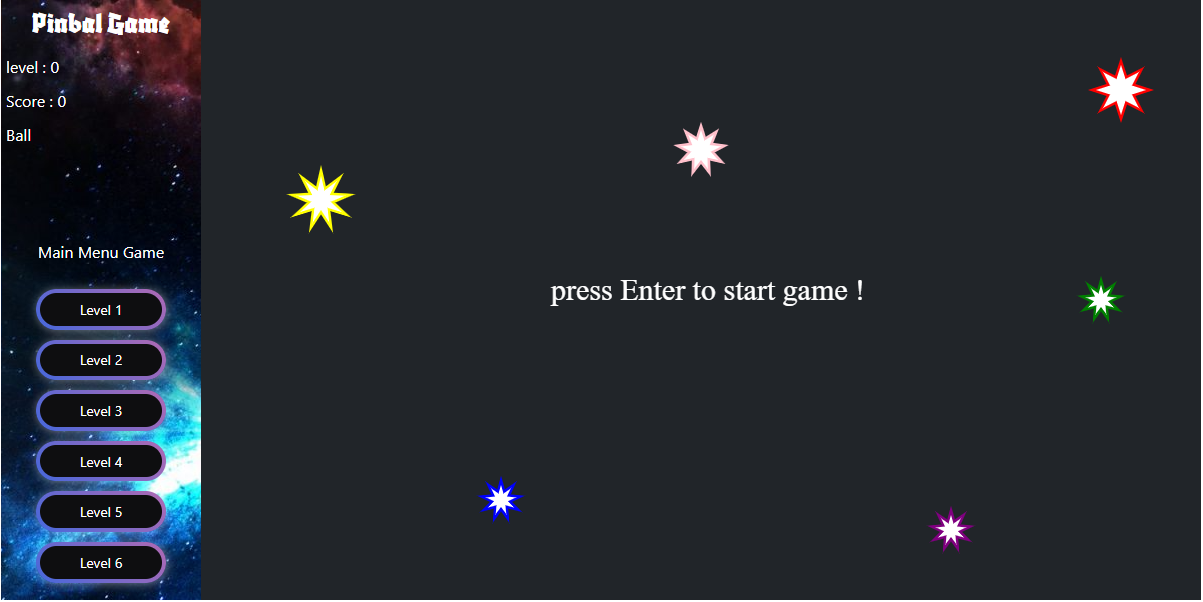 Pinbal Game
level : 0
Score : 0
Ball
Main Menu Game
Level 1
Level 2
Level 3
Level 4
Level 5
Level 6
press Enter to start game !